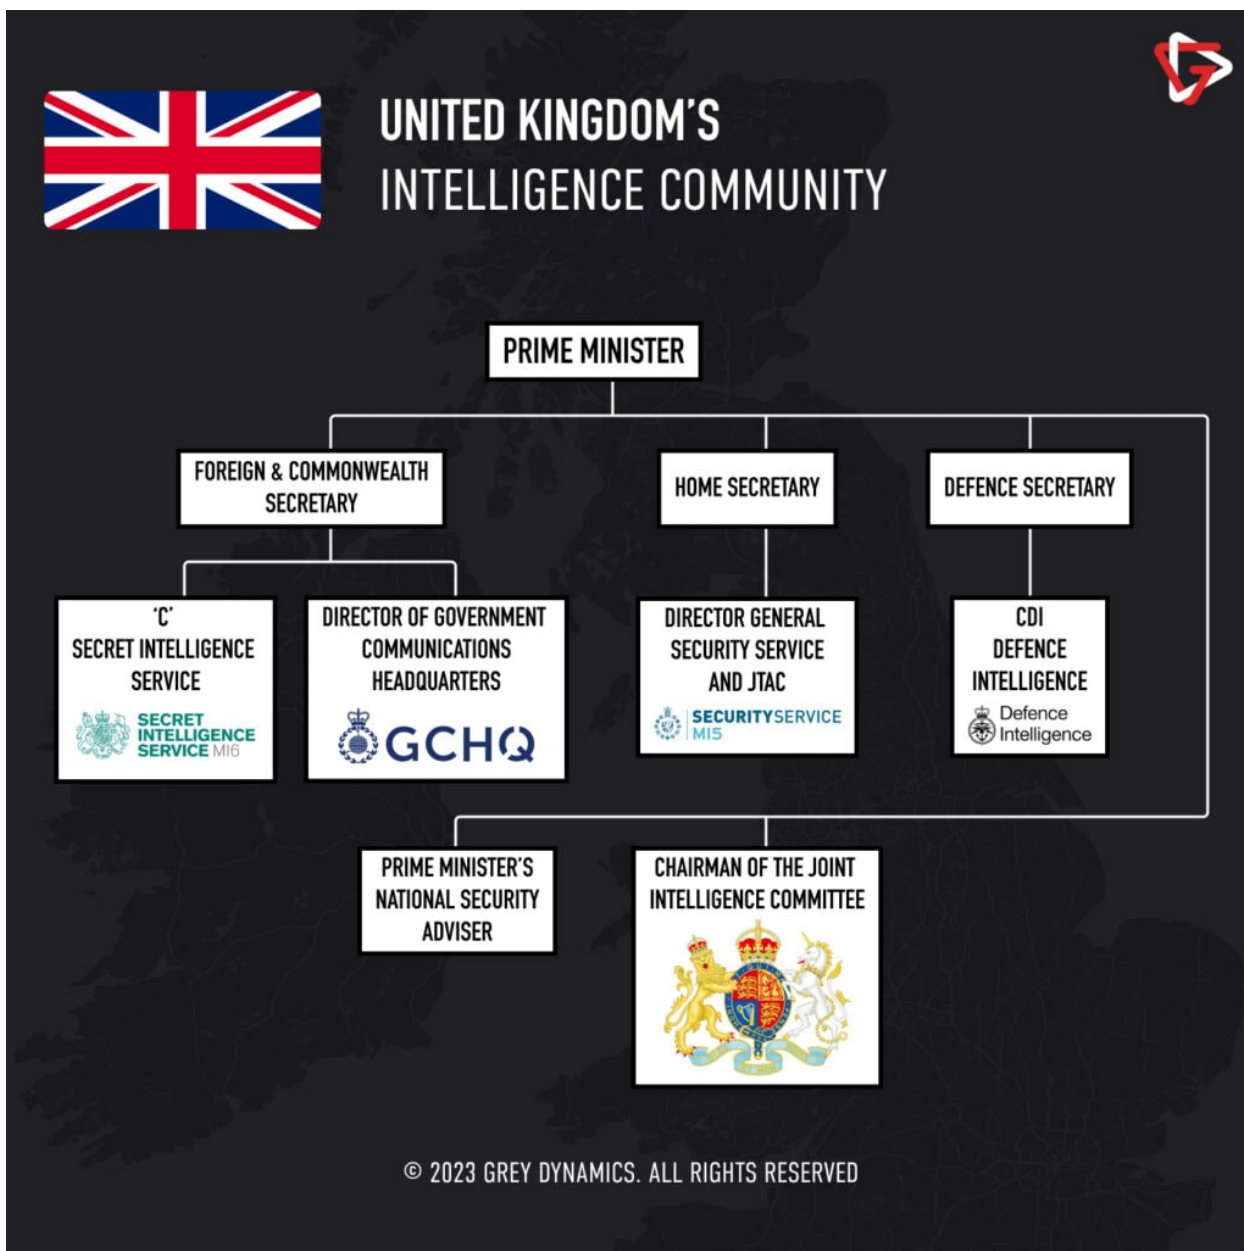 UNITED KINGDOM'S
INTELLIGENCE COMMUNITY
PRIME MINISTER
FOREIGN & COMMONWEALTH
SECRETARY
HOME SECRETARY
DEFENCE SECRETARY
'C'
SECRET INTELLIGENCE
SERVICE
SECRET
INTELLIGENCE
SERVICE MI6
DIRECTOR OF GOVERNMENT
COMMUNICATIONS
HEADQUARTERS
GCHQ
DIRECTOR GENERAL
SECURITY SERVICE
AND JTAC
SECURITYSERVICE
MI5
CDI
DEFENCE
INTELLIGENCE
Defence
Intelligence
PRIME MINISTER'S
NATIONAL SECURITY
ADVISER
CHAIRMAN OF THE JOINT
INTELLIGENCE COMMITTEE
© 2023 GREY DYNAMICS. ALL RIGHTS RESERVED